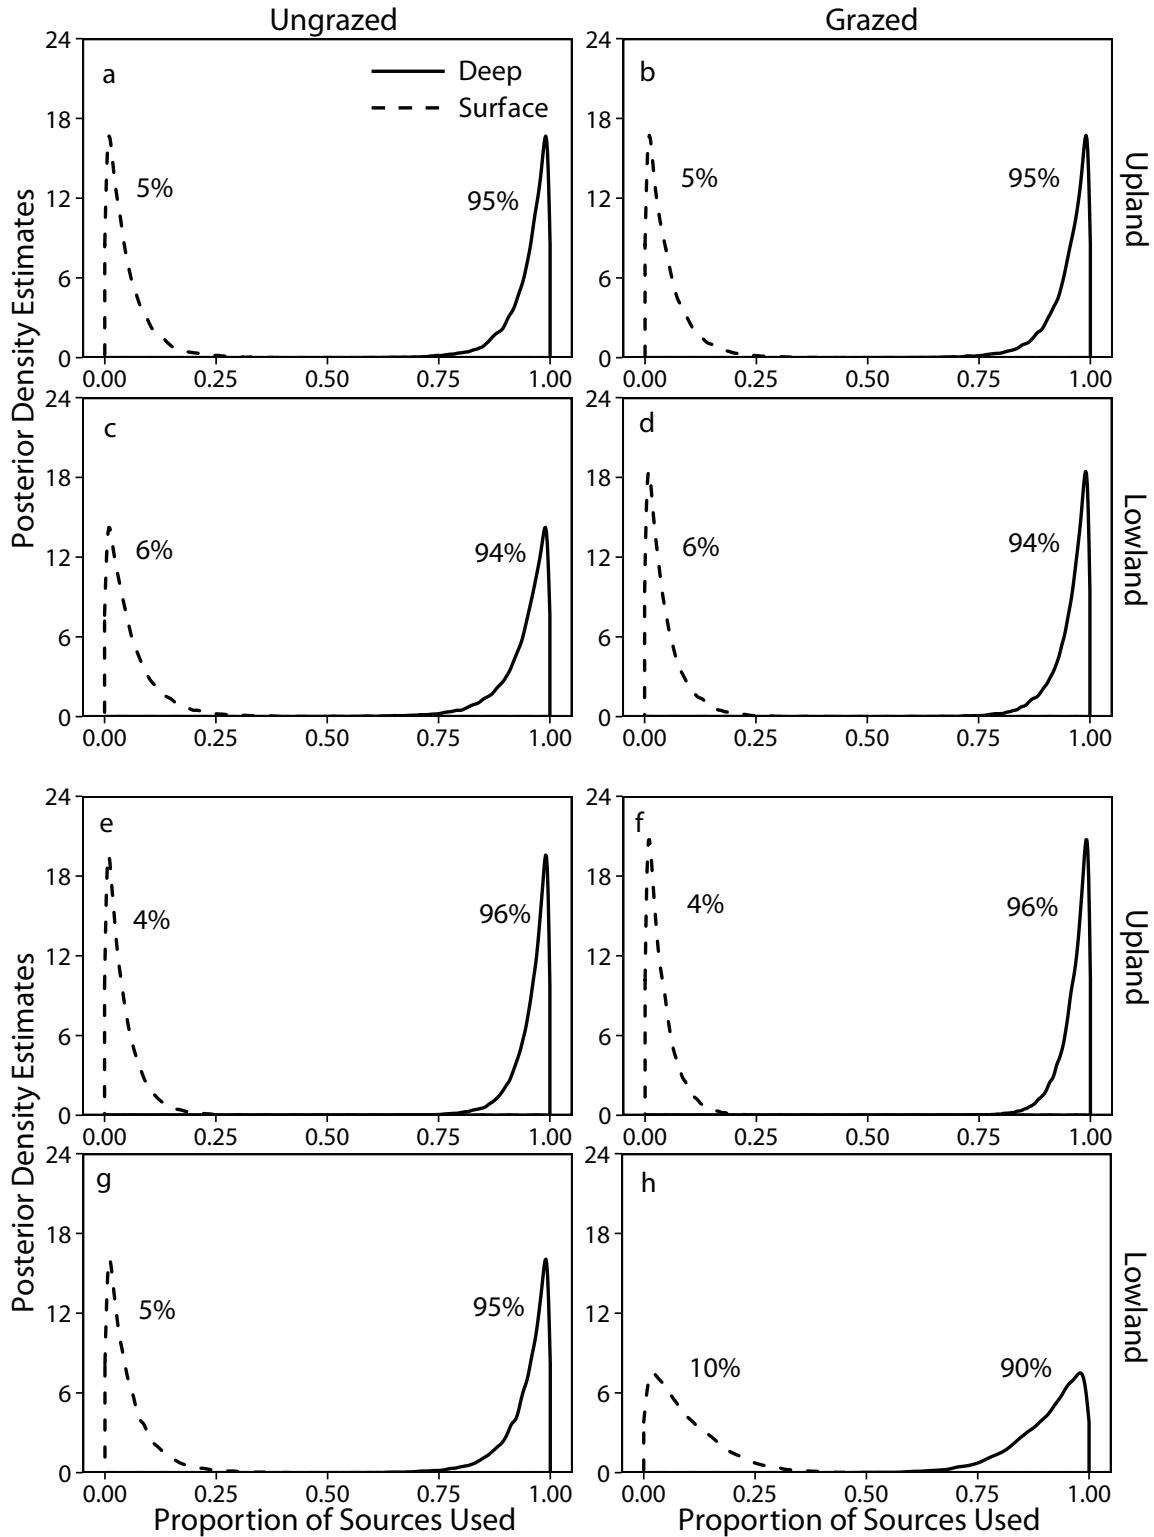 Ungrazed
Grazed
Posterior Density Estimates
24
18
12
6
0
a
Deep
Surface
5%
95%
0.00 0.25 0.50 0.75 1.00
24
18
12
6
0
b
5%
95%
0.00 0.25 0.50 0.75 1.00
Upland
24
18
12
6
0
c
6%
94%
0.00 0.25 0.50 0.75 1.00
24
18
12
6
0
d
6%
94%
0.00 0.25 0.50 0.75 1.00
Lowland
Posterior Density Estimates
24
18
12
6
0
e
4%
96%
0.00 0.25 0.50 0.75 1.00
24
18
12
6
0
f
4%
96%
0.00 0.25 0.50 0.75 1.00
Upland
24
18
12
6
0
g
5%
95%
0.00 0.25 0.50 0.75 1.00
24
18
12
6
0
h
10%
90%
0.00 0.25 0.50 0.75 1.00
Lowland
Proportion of Sources Used
Proportion of Sources Used